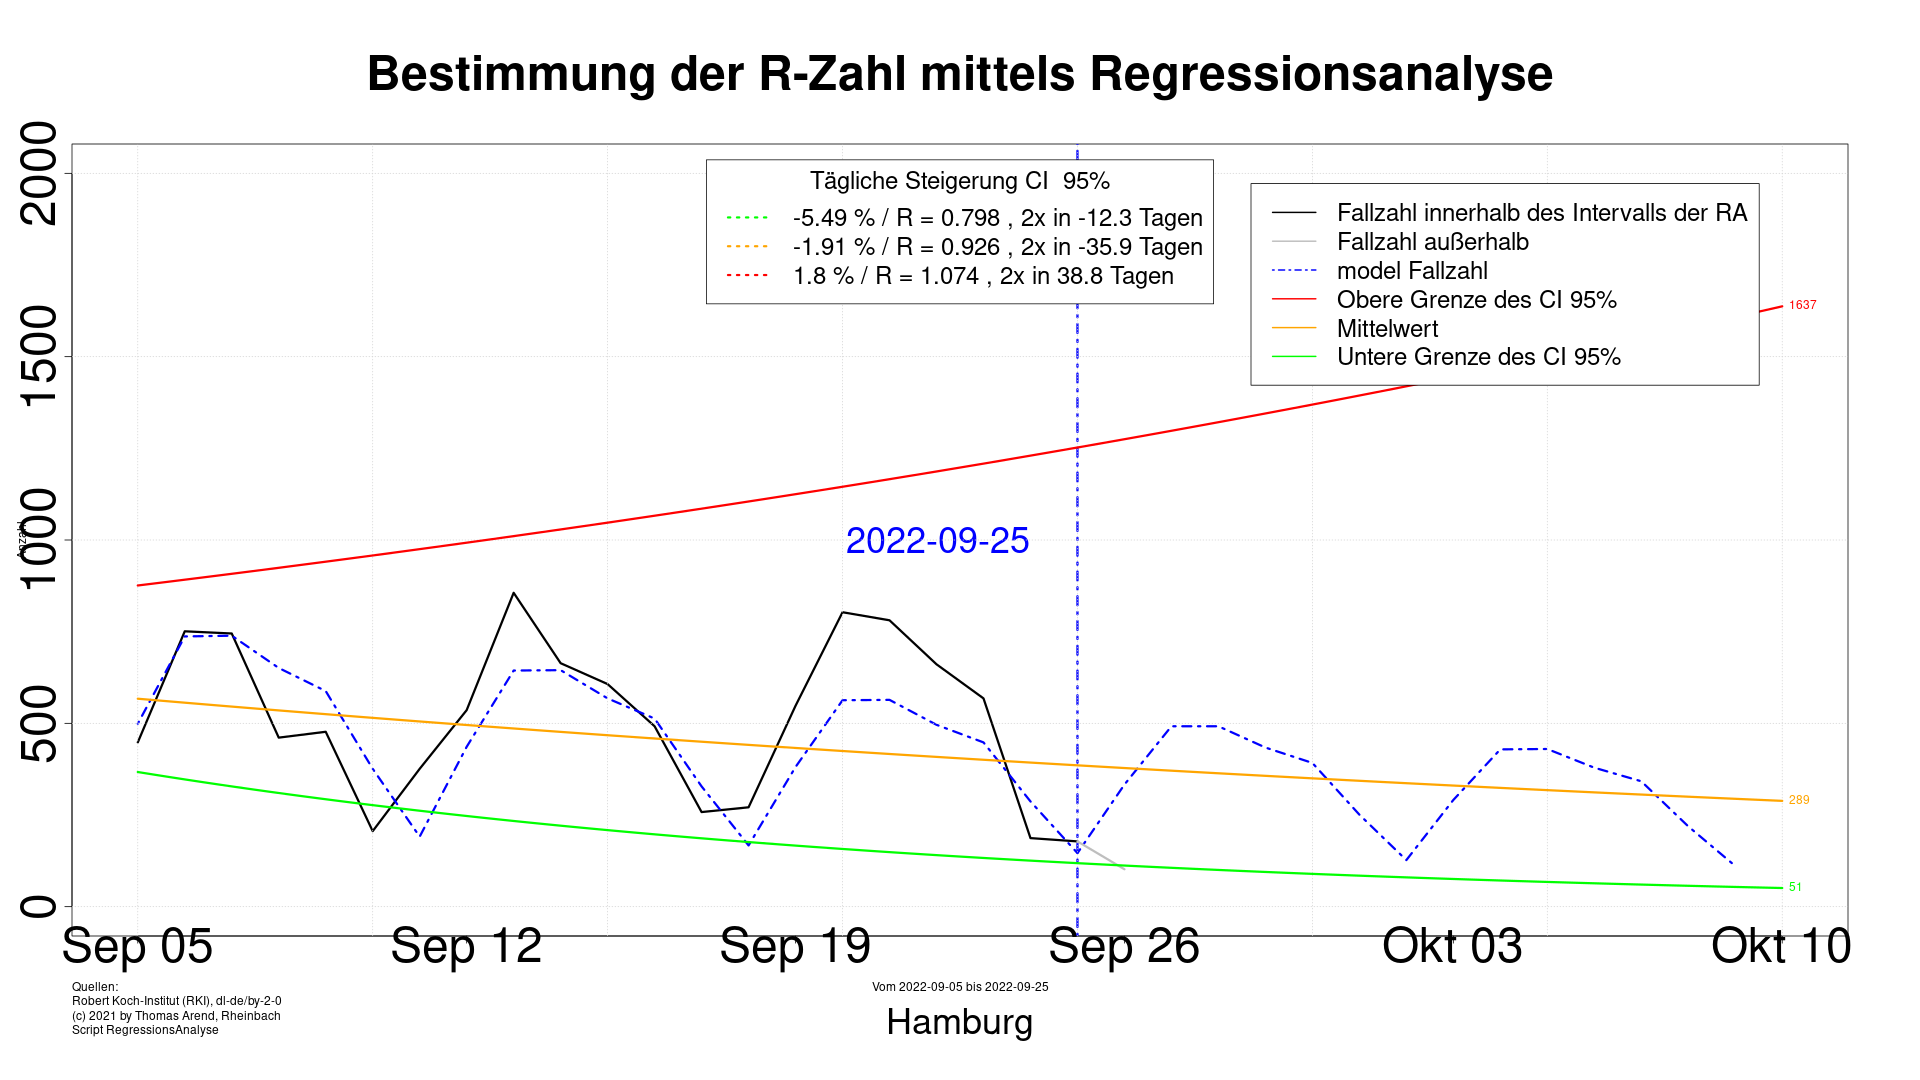 Bestimmung der R-Zahl mittels Regressionsanalyse
Tägliche Steigerung CI  95%
-5.49 % / R = 0.798 , 2x in -12.3 Tagen
-1.91 % / R = 0.926 , 2x in -35.9 Tagen
1.8 % / R = 1.074 , 2x in 38.8 Tagen
Fallzahl innerhalb des Intervalls der RA
Fallzahl außerhalb
model Fallzahl
Obere Grenze des CI 95%
Mittelwert
Untere Grenze des CI 95%
2000
1500
1000
500
0
Anzahl
1637
2022-09-25
289
51
Sep 05
Sep 12
Sep 19
Sep 26
Okt 03
Okt 10
Quellen:
Robert Koch-Institut (RKI), dl-de/by-2-0
(c) 2021 by Thomas Arend, Rheinbach
Script RegressionsAnalyse
Vom 2022-09-05 bis 2022-09-25
Hamburg